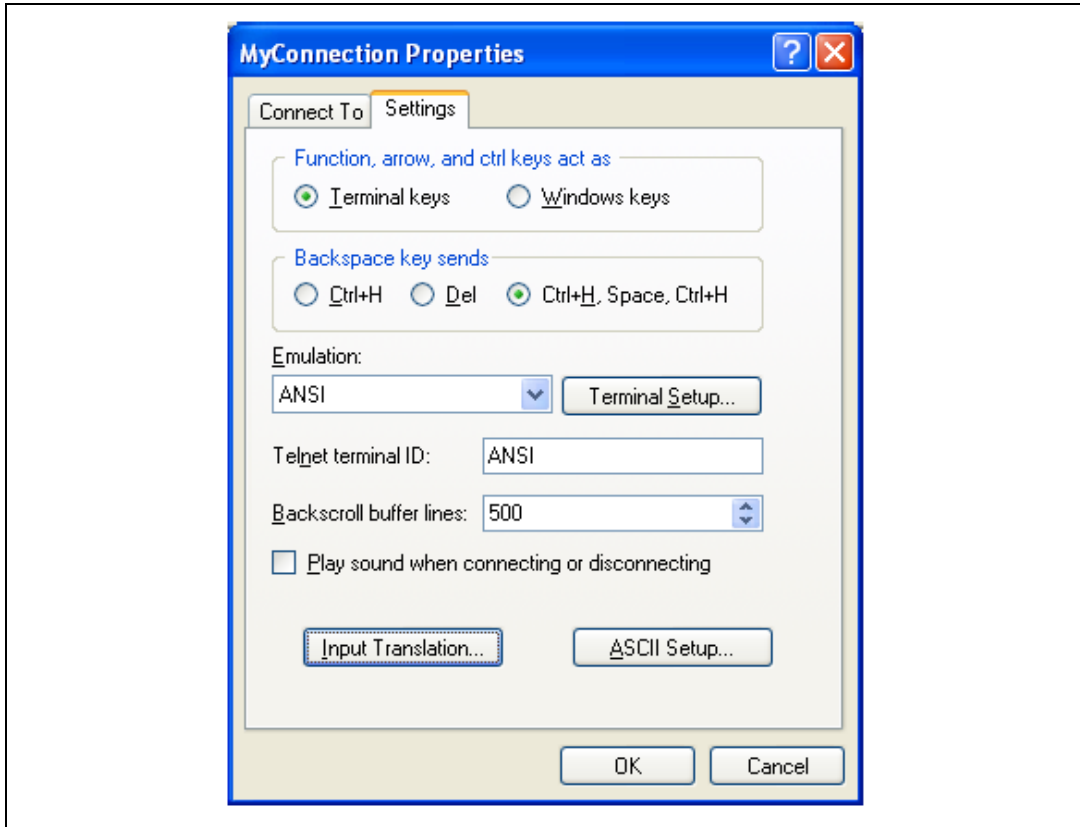 MyConnection Properties
Connect To Settings
Function, arrow, and ctrl keys act as
Terminal keys Windows keys
Backspace key sends
Ctrl+H Del Ctrl+H, Space, Ctrl+H
Emulation:
ANSI Terminal Setup...
Telnet terminal ID: ANSI
Backscroll buffer lines: 500
Play sound when connecting or disconnecting
Input Translation... ASCII Setup...
OK Cancel